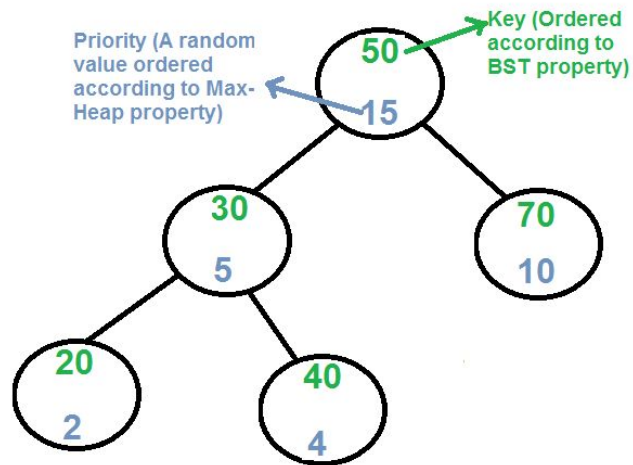 Priority (A random
value ordered
according to Max-
Heap property)
Key (Ordered
according to
BST property)
50
15
30
5
70
10
20
2
40
4